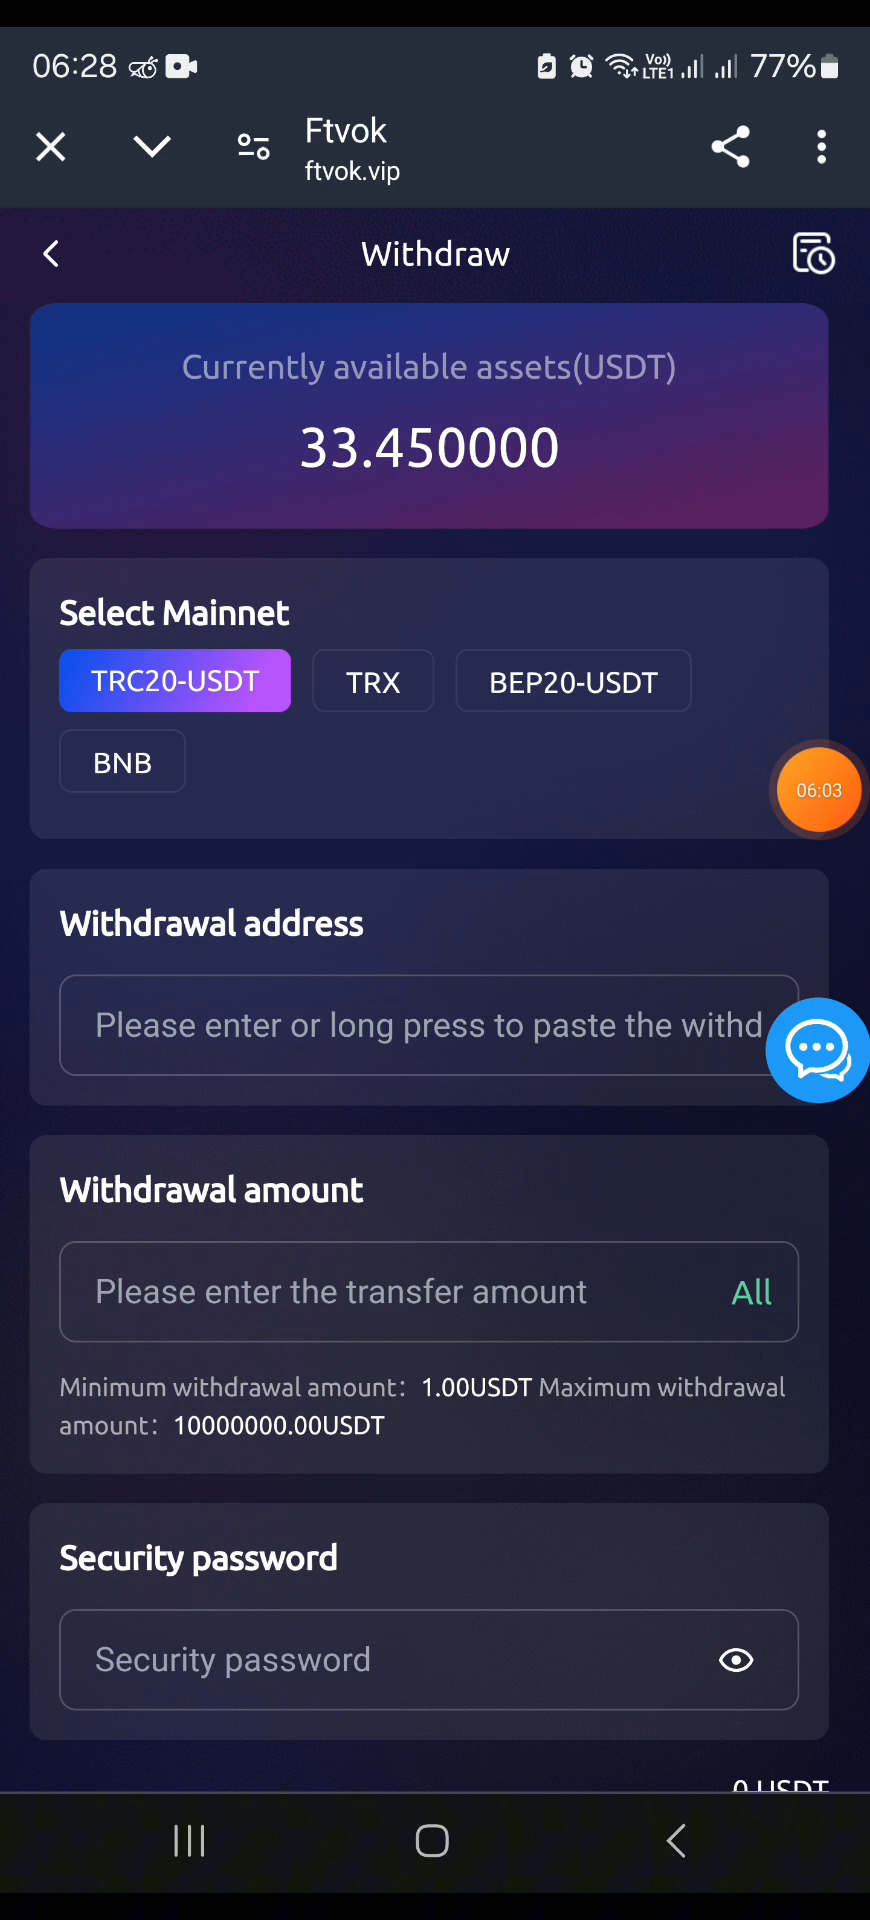 06:28
Vo)) LTE1 77%
Ftvok
ftvok.vip
Withdraw
Currently available assets(USDT)
33.450000
Select Mainnet
TRC20-USDT TRX BEP20-USDT
BNB
06:03
Withdrawal address
Please enter or long press to paste the withd
Withdrawal amount
Please enter the transfer amount All
Minimum withdrawal amount: 1.00USDT Maximum withdrawal
amount: 10000000.00USDT
Security password
Security password
0 USDT